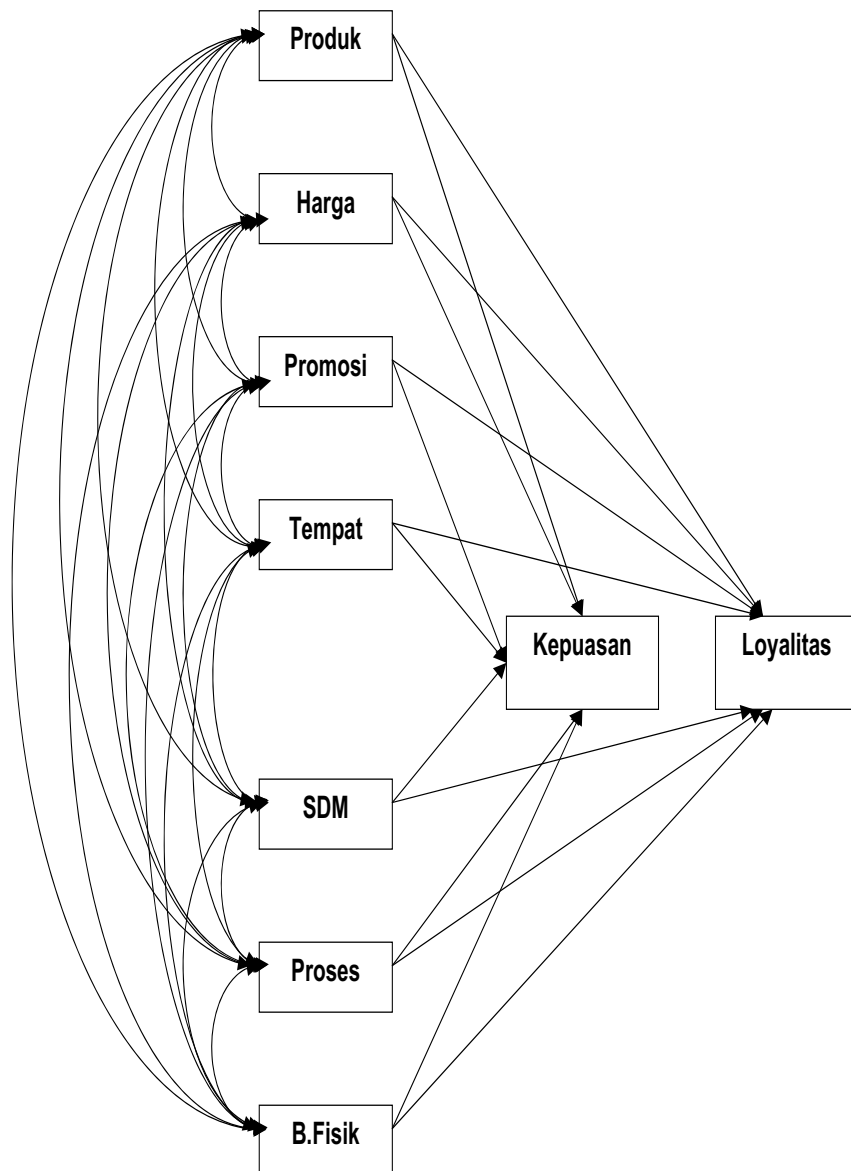 Produk
Harga
Promosi
Tempat
Kepuasan
Loyalitas
SDM
Proses
B.Fisik